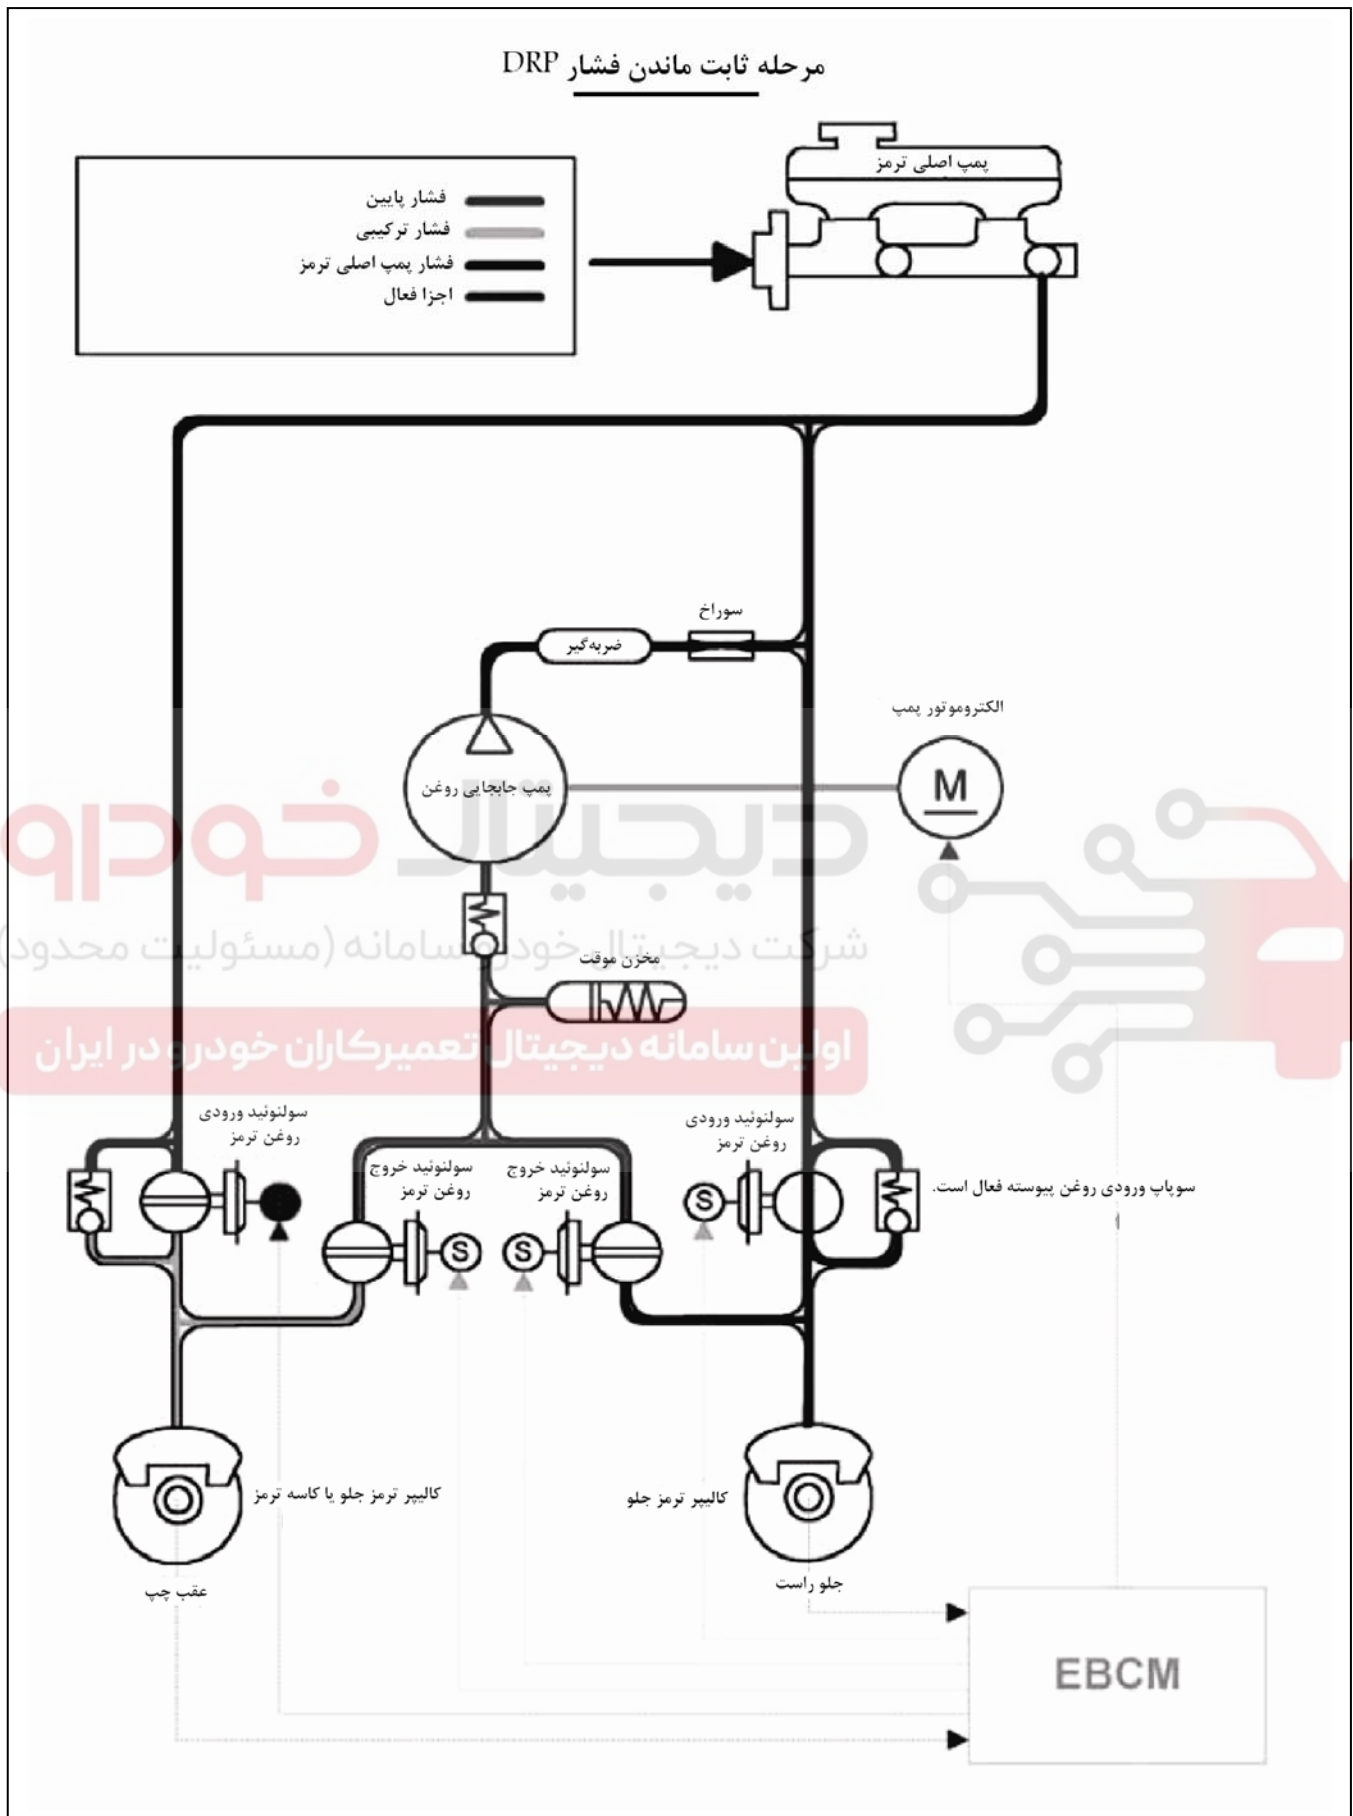 مرحله ثابت ماندن فشار DRP
پمپ اصلی ترمز
فشار پایین
فشار ترکیبی
فشار پمپ اصلی ترمز
اجزا فعال
سوراخ
ضربه‌گیر
الکتروموتور پمپ
M
پمپ جابجایی روغن
دیجیتال خودرو
شرکت دیجیتال خودرو سامانه (مسئولیت محدود)
مخزن موقت
اولین سامانه دیجیتال تعمیرکاران خودرو در ایران
سولنوئید ورودی
روغن ترمز
سولنوئید ورودی
روغن ترمز
سولنوئید خروج
روغن ترمز
سولنوئید خروج
روغن ترمز
سوپاپ ورودی روغن پیوسته فعال است.
S
S
S
کالیپر ترمز جلو
کالیپر ترمز جلو یا کاسه ترمز
جلو راست
عقب چپ
EBCM